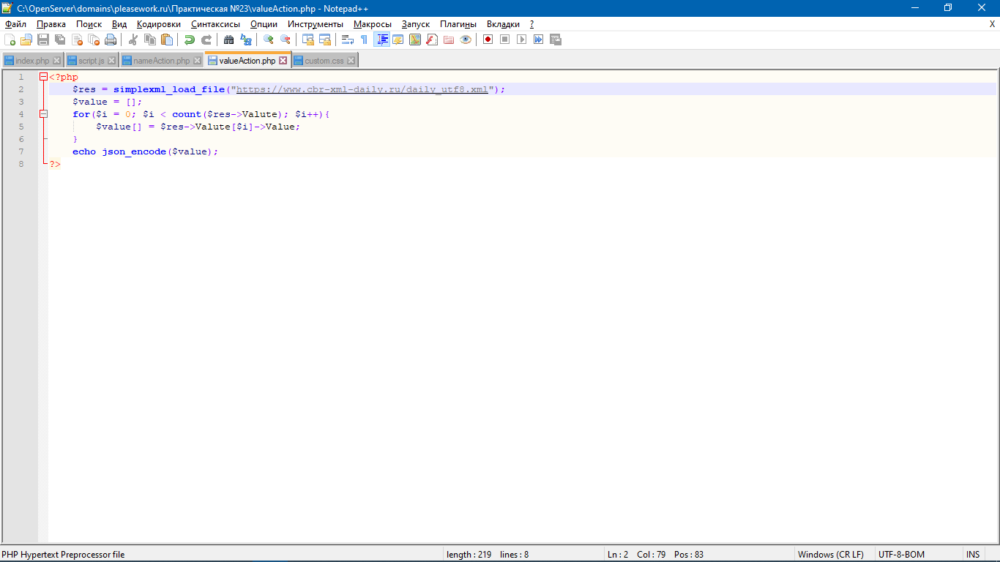 C:\OpenServer\domains\pleasework.ru\Практическая №23\valueAction.php - Notepad++
Файл Правка Поиск Вид Кодировки Синтаксисы Опции Инструменты Макросы Запуск Плагины Вкладки ? X
index.php script.js nameAction.php valueAction.php custom.css
1 <?php
2 $res = simplexml_load_file("https://www.cbr-xml-daily.ru/daily_utf8.xml");
3 $value = [];
4 for($i = 0; $i < count($res->Valute); $i++){
5 $value[] = $res->Valute[$i]->Value;
6 }
7 echo json_encode($value);
8 ?>
PHP Hypertext Preprocessor file length : 219 lines : 8 Ln : 2 Col : 79 Pos : 83 Windows (CR LF) UTF-8-BOM INS